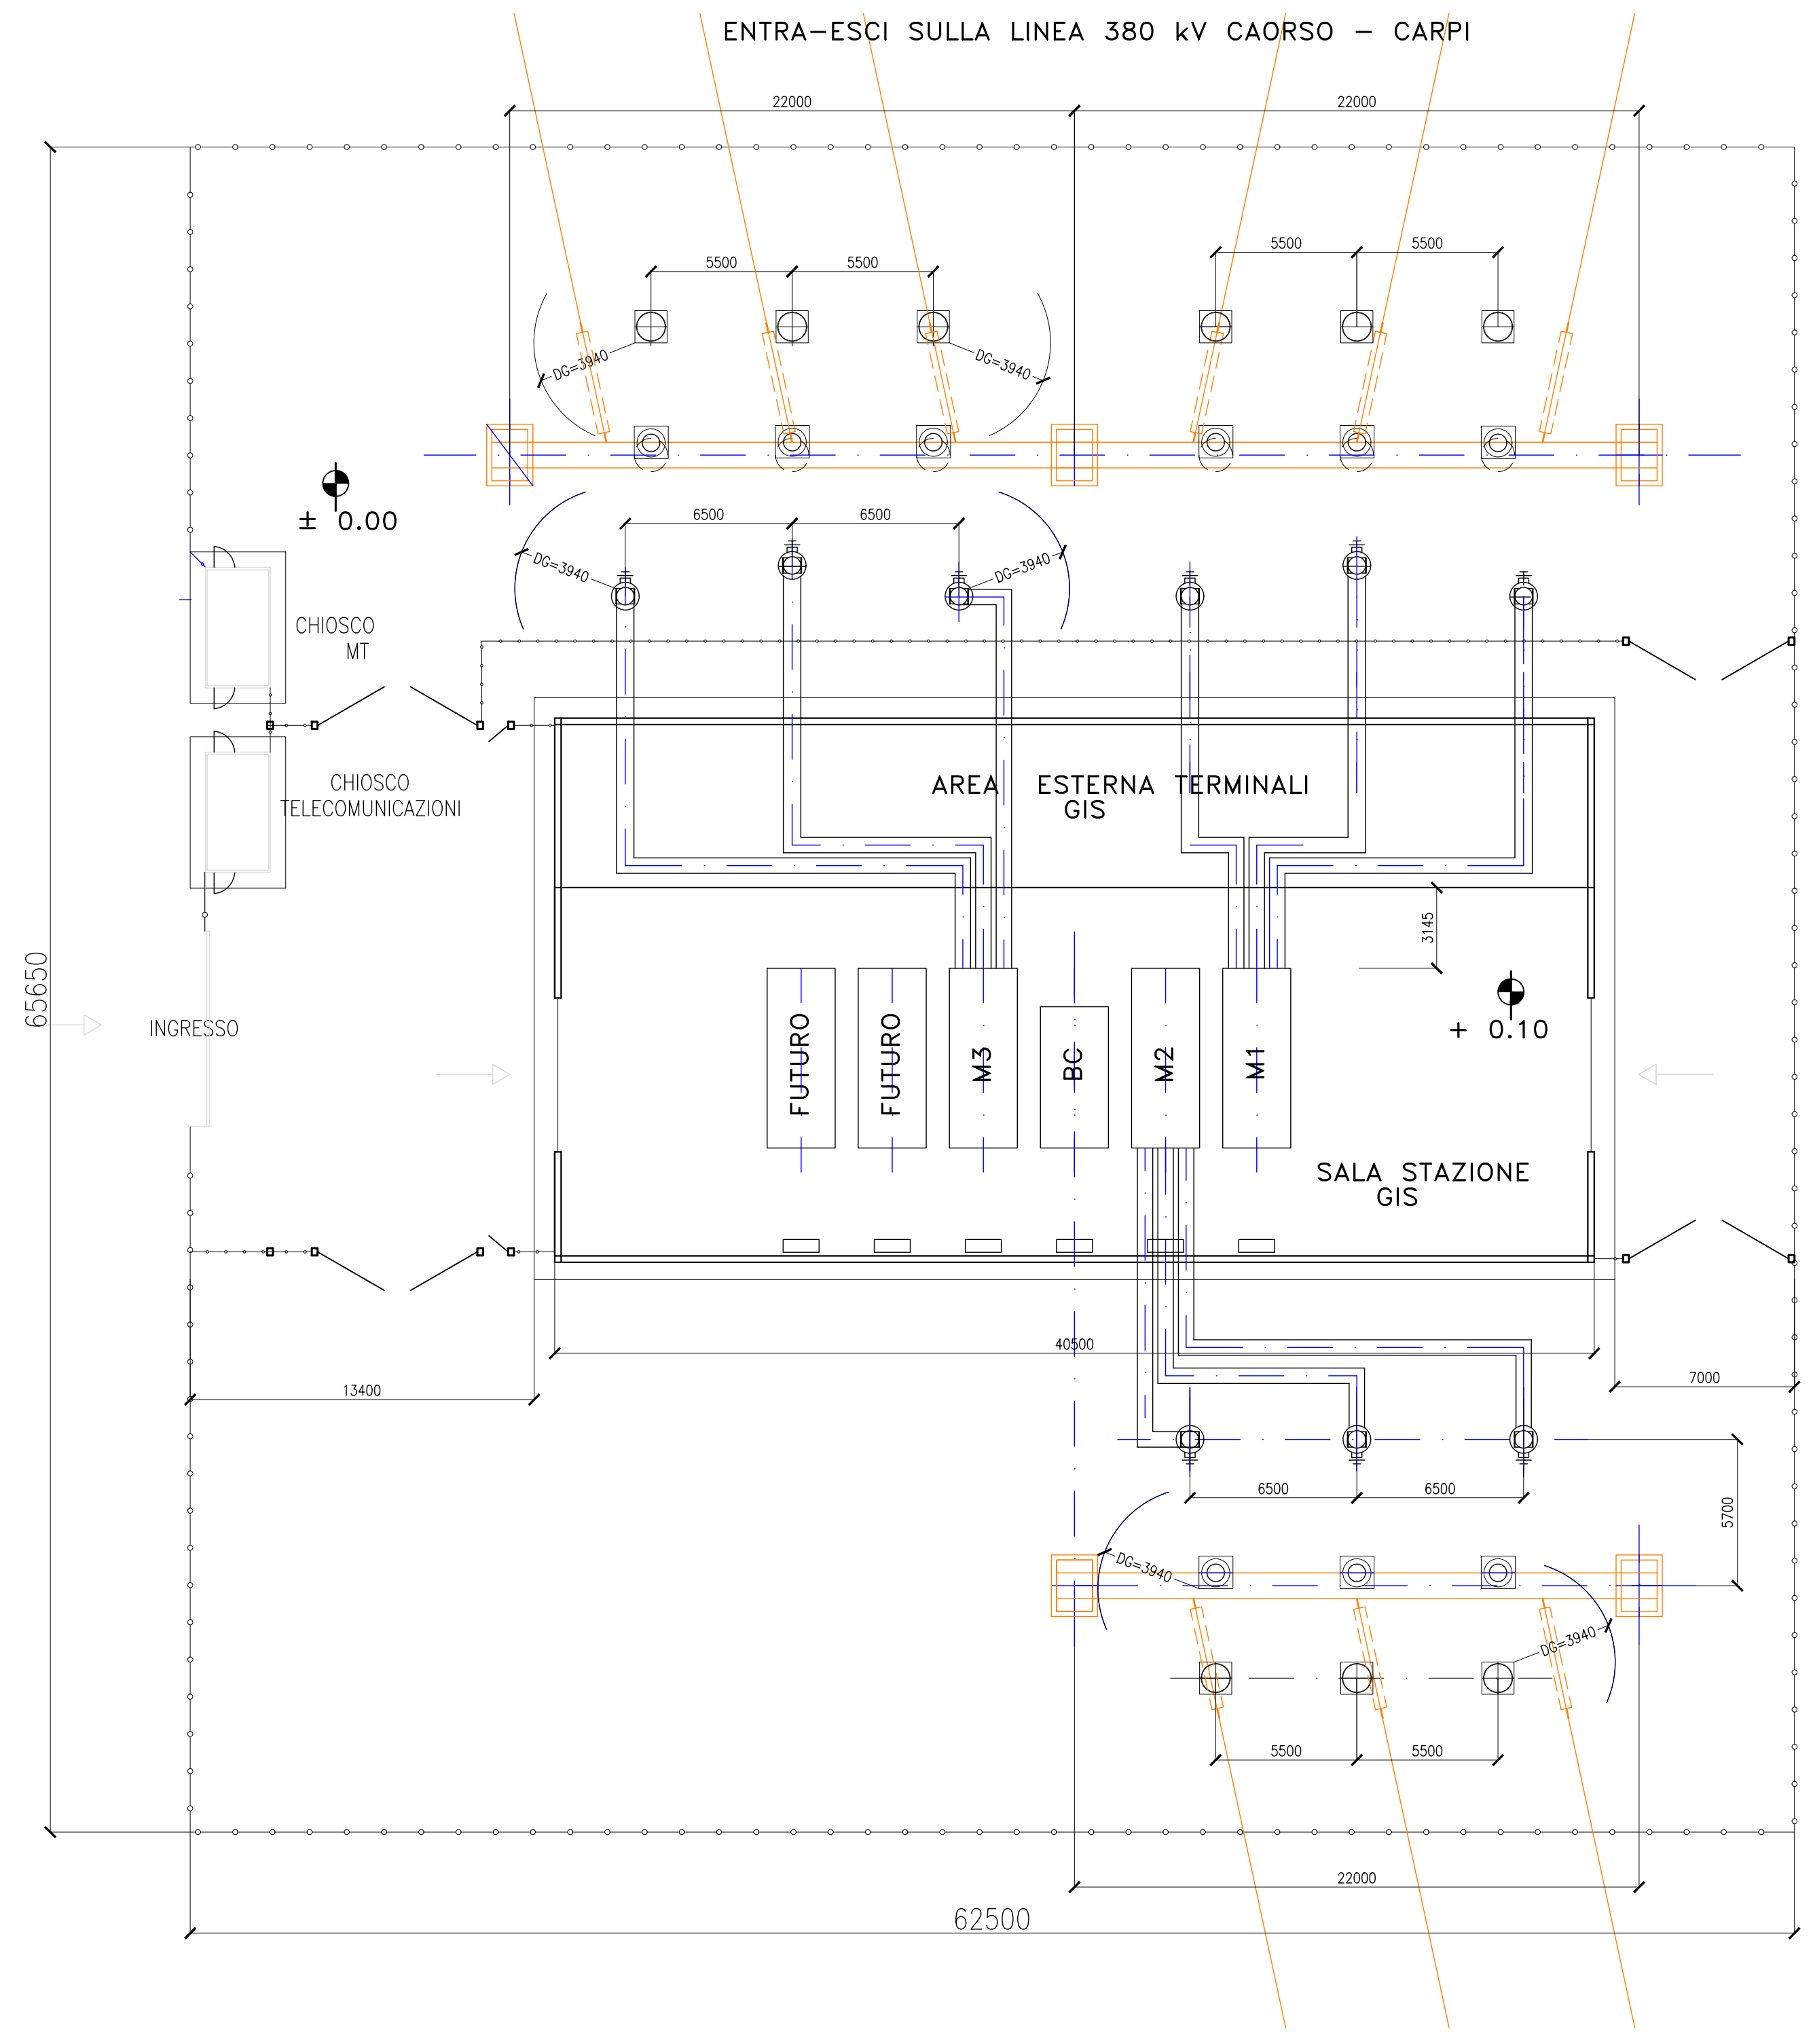 ENTRA-ESCI SULLA LINEA 380 kV CAORSO - CARPI
22000
22000
5500
5500
5500
5500
DG=3940
DG=3940
± 0.00
6500
6500
DG=3940
DG=3940
CHIOSCO
MT
CHIOSCO
TELECOMUNICAZIONI
AREA ESTERNA TERMINALI
GIS
3145
65650
INGRESSO
FUTURO
FUTURO
M3
BC
M2
M1
+ 0.10
SALA STAZIONE
GIS
40500
13400
7000
6500
6500
5700
DG=3940
DG=3940
5500
5500
22000
62500